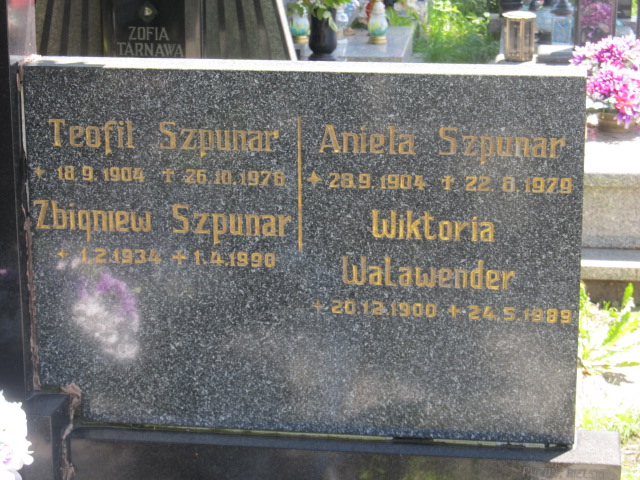 ZOFIA
TARNAWA
Teofil Szpunar
+ 18.9.1904 + 26.10.1978
Zbigniew Szpunar
+ 1.2.1934 + 1.4.1990
Aniela Szpunar
+ 28.9.1904 + 22.8.1979
Wiktoria
Walawender
+ 20.12.1900 + 24.5.1989